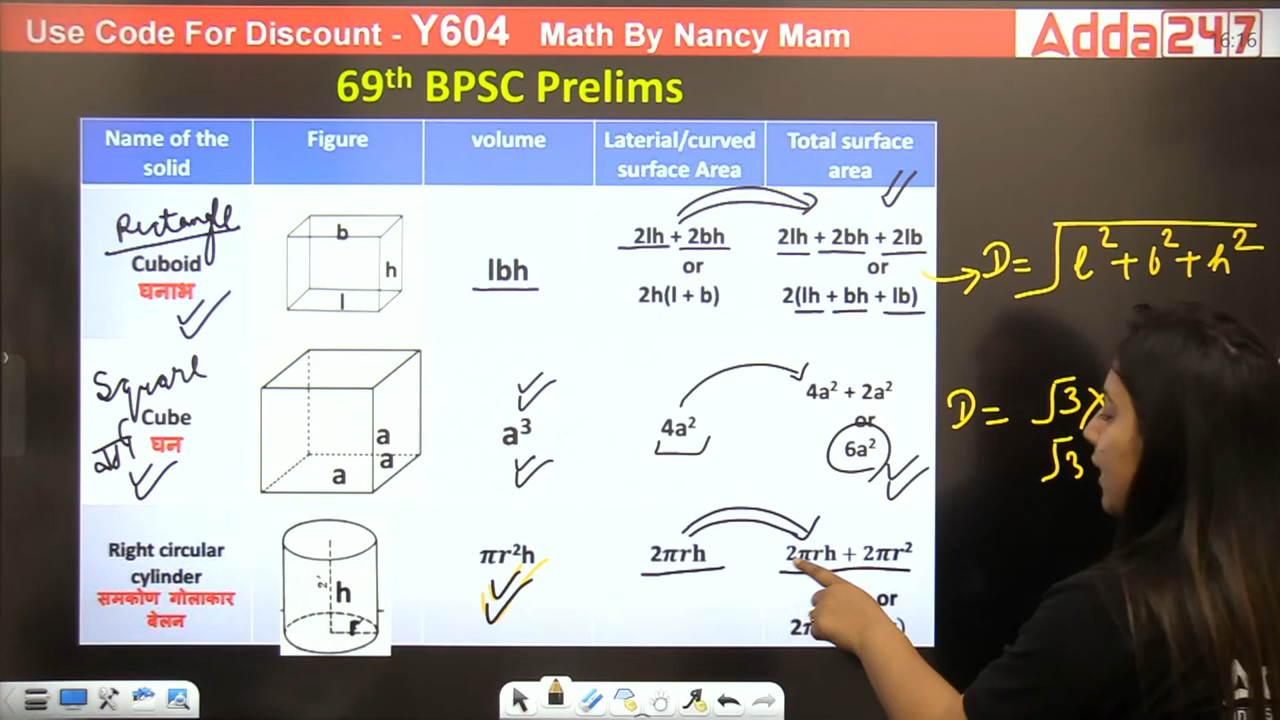 Use Code For Discount - Y604 Math By Nancy Mam
Adda247
16:16
69th BPSC Prelims
Name of the solid
Figure
volume
Laterial/curved surface Area
Total surface area
Rectangle
Cuboid
घनाभ
b
h
l
lbh
2lh + 2bh
or
2h(l + b)
2lh + 2bh + 2lb
or
2(lh + bh + lb)
D = √l² + b² + h²
Square
Cube
घन
वर्ग
a
a
a
a³
4a²
4a² + 2a²
or
6a²
D = √3
√3
Right circular cylinder
समकोण गोलाकार बेलन
h
r
πr²h
2πrh
2πrh + 2πr²
or